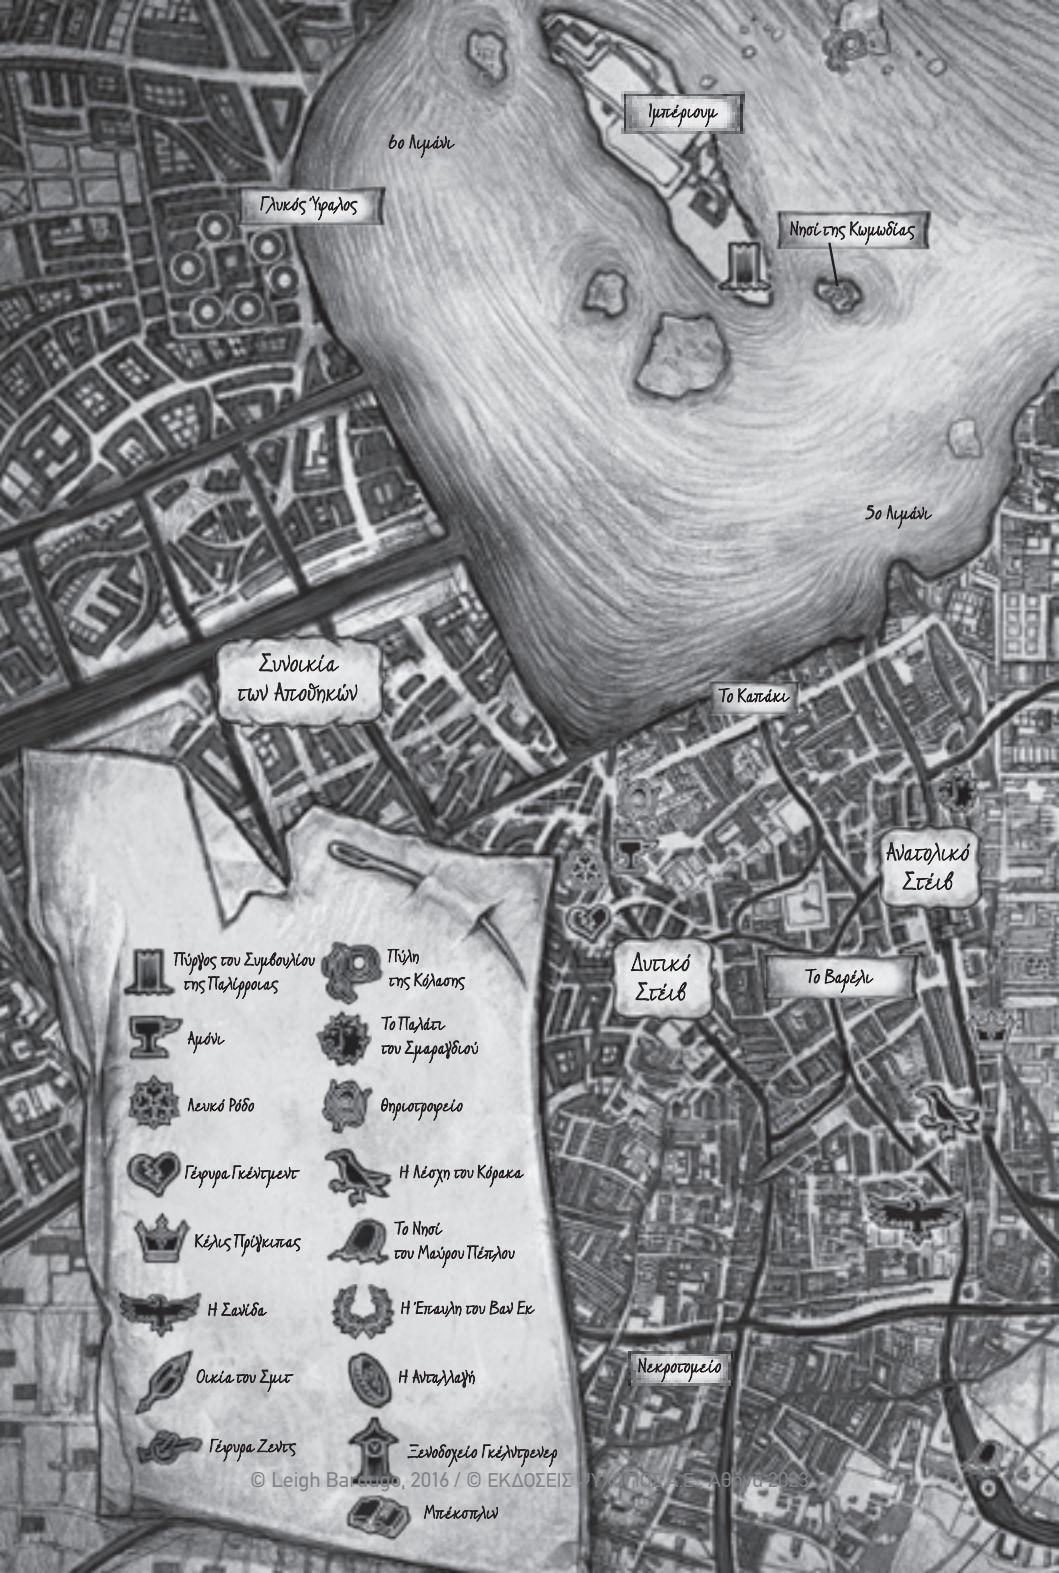 Ιμπέριουμ
6ο Λιμάνι
Γλυκός Ύφαλος
Νησί της Κωμωδίας
5ο Λιμάνι
Συνοικία
των Αποθηκών
Το Καπάκι
Ανατολικό
Στέιβ
Δυτικό
Στέιβ
Το Βαρέλι
Πύργος του Συμβουλίου
της Παλίρροιας
Αμόνι
Λευκό Ρόδο
Γέφυρα Γκέντμεντ
Κέλις Πρίγκιπας
Η Σανίδα
Οικία του Σμιτ
Γέφυρα Ζεντς
Πύλη
της Κόλασης
Το Παλάτι
του Σμαραγδιού
Θηριοτροφείο
Η Λέσχη του Κόρακα
Το Νησί
του Μαύρου Πέπλου
Η Έπαυλη του Βαν Εκ
Η Ανταλλαγή
Ξενοδοχείο Γκέλντρενερ
Μπέκσπλιν
Νεκροτομείο
© Leigh Bardugo, 2016 / © ΕΚΔΟΣΕΙΣ Αθήνα 2023